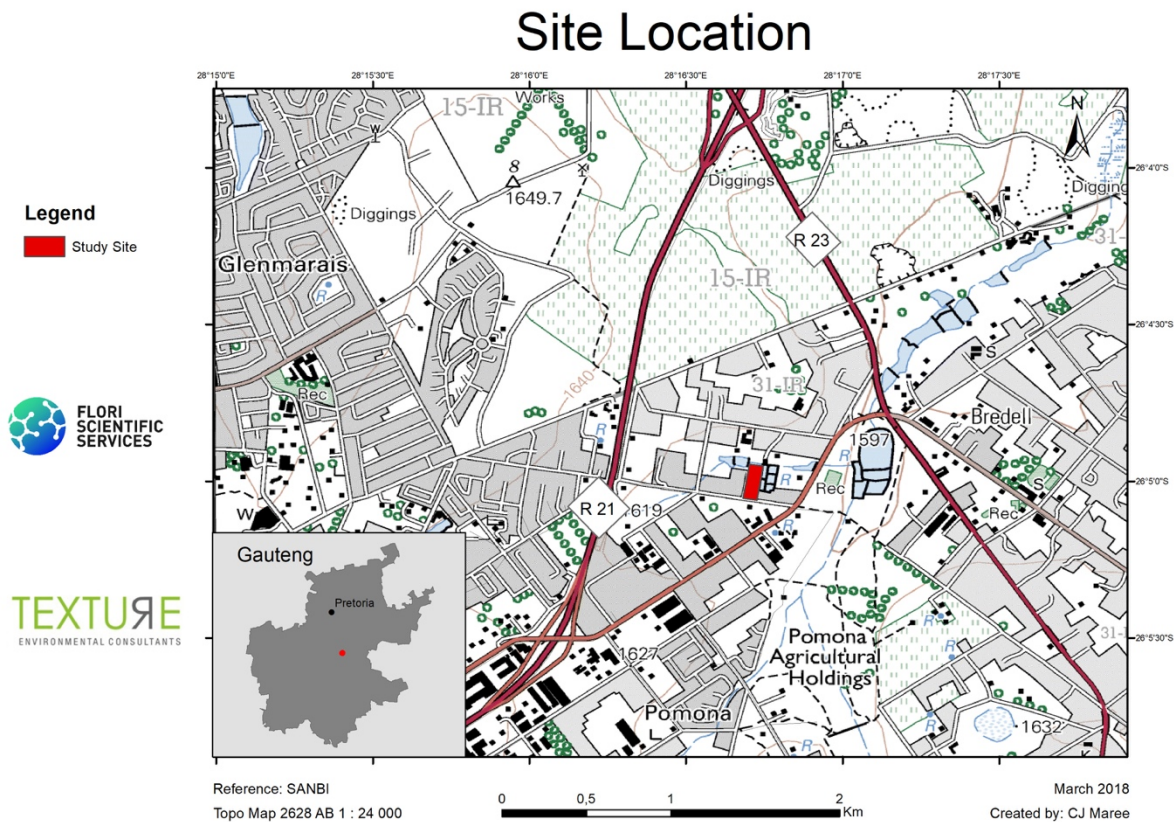 Site Location
28°15'0"E
28°15'30"E
28°16'0"E
28°16'30"E
28°17'0"E
28°17'30"E
Works
15-IR
W
N
8
1649.7
Diggings
26°4'0"S
Diggings
Diggings
Legend
Study Site
Glenmarais
R
R 23
31-
15-IR
26°4'30"S
1640
S
31-IR
Rec
FLORI
SCIENTIFIC
SERVICES
R
Bredell
1597
R
R
Rec
S
26°5'0"S
Rec
W
L
R 21
1619
R
Gauteng
Pretoria
TEXTURE
ENVIRONMENTAL CONSULTANTS
R
R
31-
26°5'30"S
Pomona
Agricultural
Holdings
1627
Pomona
L
R
R
1632
Reference: SANBI
Topo Map 2628 AB 1 : 24 000
0 0,5 1 2
Km
March 2018
Created by: CJ Maree